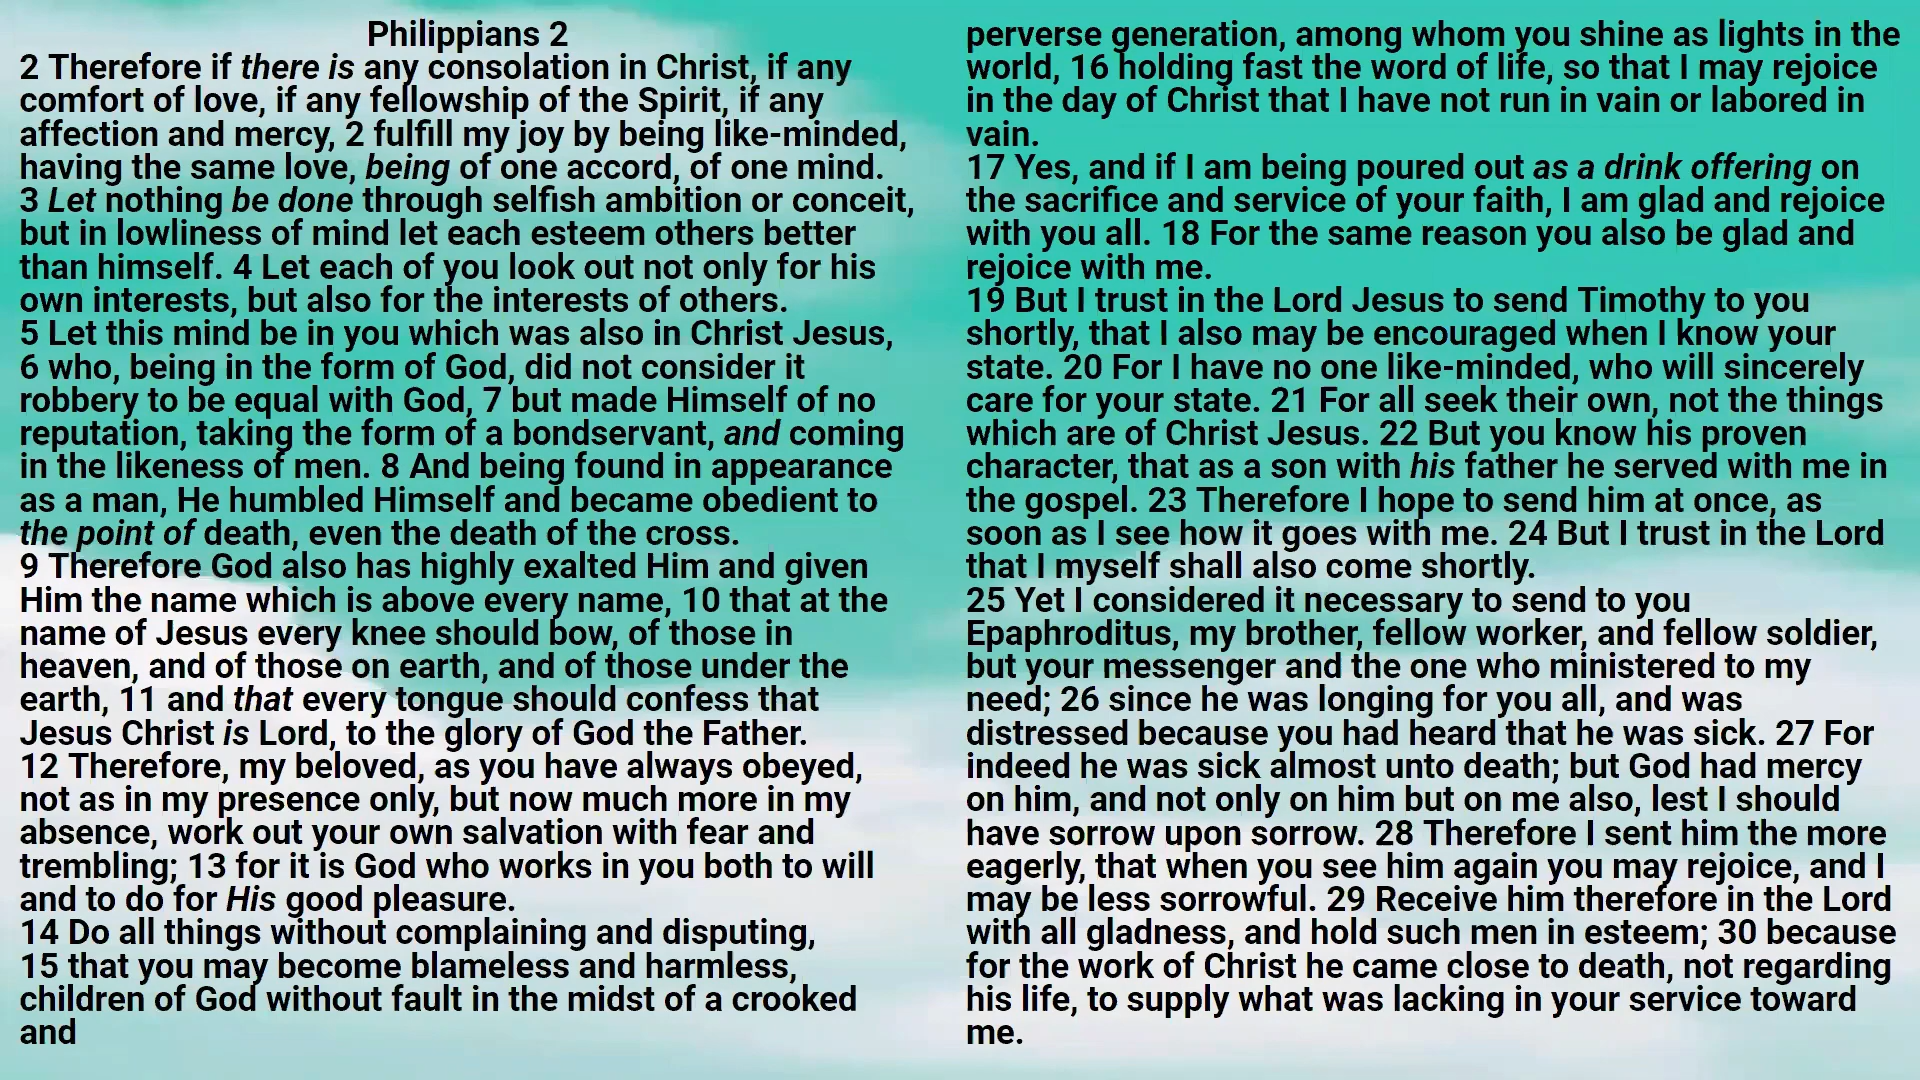 Philippians 2
2 Therefore if there is any consolation in Christ, if any
comfort of love, if any fellowship of the Spirit, if any
affection and mercy, 2 fulfill my joy by being like-minded,
having the same love, being of one accord, of one mind.
3 Let nothing be done through selfish ambition or conceit,
but in lowliness of mind let each esteem others better
than himself. 4 Let each of you look out not only for his
own interests, but also for the interests of others.
5 Let this mind be in you which was also in Christ Jesus,
6 who, being in the form of God, did not consider it
robbery to be equal with God, 7 but made Himself of no
reputation, taking the form of a bondservant, and coming
in the likeness of men. 8 And being found in appearance
as a man, He humbled Himself and became obedient to
the point of death, even the death of the cross.
9 Therefore God also has highly exalted Him and given
Him the name which is above every name, 10 that at the
name of Jesus every knee should bow, of those in
heaven, and of those on earth, and of those under the
earth, 11 and that every tongue should confess that
Jesus Christ is Lord, to the glory of God the Father.
12 Therefore, my beloved, as you have always obeyed,
not as in my presence only, but now much more in my
absence, work out your own salvation with fear and
trembling; 13 for it is God who works in you both to will
and to do for His good pleasure.
14 Do all things without complaining and disputing,
15 that you may become blameless and harmless,
children of God without fault in the midst of a crooked
and
perverse generation, among whom you shine as lights in the
world, 16 holding fast the word of life, so that I may rejoice
in the day of Christ that I have not run in vain or labored in
vain.
17 Yes, and if I am being poured out as a drink offering on
the sacrifice and service of your faith, I am glad and rejoice
with you all. 18 For the same reason you also be glad and
rejoice with me.
19 But I trust in the Lord Jesus to send Timothy to you
shortly, that I also may be encouraged when I know your
state. 20 For I have no one like-minded, who will sincerely
care for your state. 21 For all seek their own, not the things
which are of Christ Jesus. 22 But you know his proven
character, that as a son with his father he served with me in
the gospel. 23 Therefore I hope to send him at once, as
soon as I see how it goes with me. 24 But I trust in the Lord
that I myself shall also come shortly.
25 Yet I considered it necessary to send to you
Epaphroditus, my brother, fellow worker, and fellow soldier,
but your messenger and the one who ministered to my
need; 26 since he was longing for you all, and was
distressed because you had heard that he was sick. 27 For
indeed he was sick almost unto death; but God had mercy
on him, and not only on him but on me also, lest I should
have sorrow upon sorrow. 28 Therefore I sent him the more
eagerly, that when you see him again you may rejoice, and I
may be less sorrowful. 29 Receive him therefore in the Lord
with all gladness, and hold such men in esteem; 30 because
for the work of Christ he came close to death, not regarding
his life, to supply what was lacking in your service toward
me.